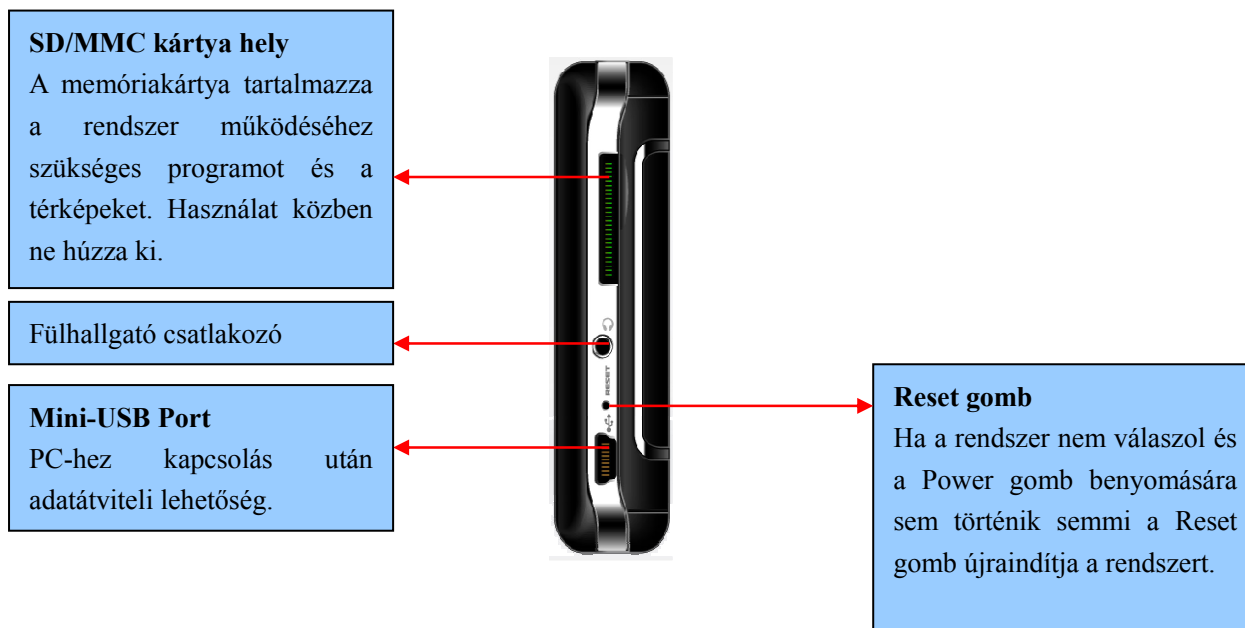 SD/MMC kártya hely
A memóriakártya tartalmazza
a rendszer működéséhez
szükséges programot és a
térképeket. Használat közben
ne húzza ki.
Fülhallgató csatlakozó
Mini-USB Port
PC-hez kapcsolás után
adatátviteli lehetőség.
RESET
Reset gomb
Ha a rendszer nem válaszol és
a Power gomb benyomására
sem történik semmi a Reset
gomb újraindítja a rendszert.